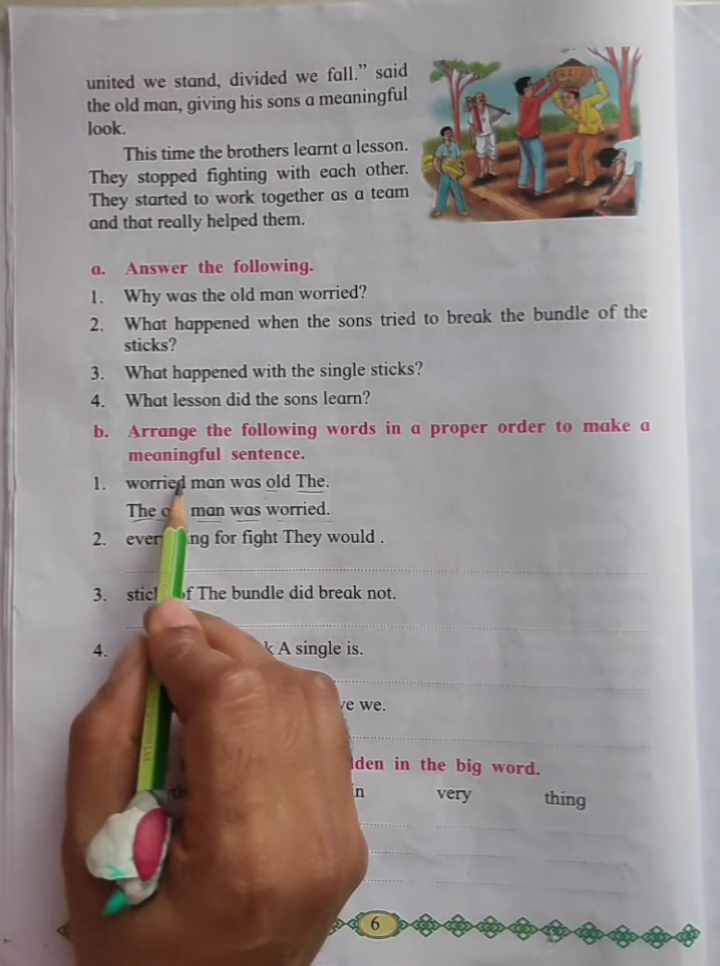 united we stand, divided we fall.” said
the old man, giving his sons a meaningful
look.
This time the brothers learnt a lesson.
They stopped fighting with each other.
They started to work together as a team
and that really helped them.
a. Answer the following.
1. Why was the old man worried?
2. What happened when the sons tried to break the bundle of the
sticks?
3. What happened with the single sticks?
4. What lesson did the sons learn?
b. Arrange the following words in a proper order to make a
meaningful sentence.
1. worried man was old The.
The man was worried.
2. for fight They would .
3. of The bundle did break not.
4. A single is.
we.
in the big word.
very thing
6